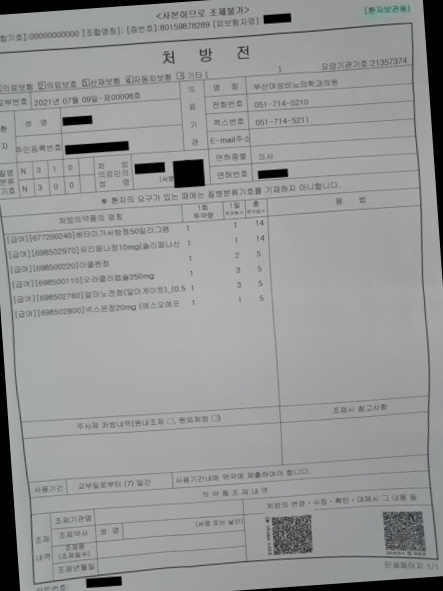 <사본이므로 조제불가>
[환자보관용]
험기호]:00000000000 [조합명칭]: [증번호]:80159878289 [피보험자명]:
처 방 전
의료보험 ②의료보호 ③산재보험 ④자동차보험 ⑤기타 ( ) 요양기관기호:21357374
교부번호 2021년 07월 09일-제00008호
의료기관
명 칭 부산여성비뇨의학과의원
전화번호 051-714-5210
팩스번호 051-714-5211
E-mail주소
환자
성 명
주민등록번호
질병분류기호
N 3 1 0
N 3 0 0
처 방 의료인의 성 명
(서명
면허종별 의사
면허번호
※ 환자의 요구가 있는 때에는 질병분류기호를 기재하지 아니합니다.
처방의약품의 명칭 1회 투약량 1일 투여횟수 총 투약일수 용 법
[급여][677200240]베타미가서방정50밀리그램 1 1 14
[급여][698502970]뮤리페나정10mg(솔리페나신 1 1 14
[급여][698500220]아클펜정 1 2 5
[급여][698500110]오라클러캡슐250mg 1 3 5
[급여][698502760]알마노겐정(알마게이트)_(0.5 1 3 5
[급여][698502800]넥스온정20mg (에스오메프 1 1 5
주사제 처방내역(원내조제 □, 원외처방 □) 조제시 참고사항
사용기간 교부일로부터 (7) 일간 사용기간내에 약국에 제출하여야 합니다.
의 약 품 조 제 내 역
조제내역
조제기관명
조제약사 성 명 (서명 또는 날인)
조제량 (조제일수)
조제년월일
처방의 변경·수정·확인·대체시 그 내용 등
인쇄페이지 1/1